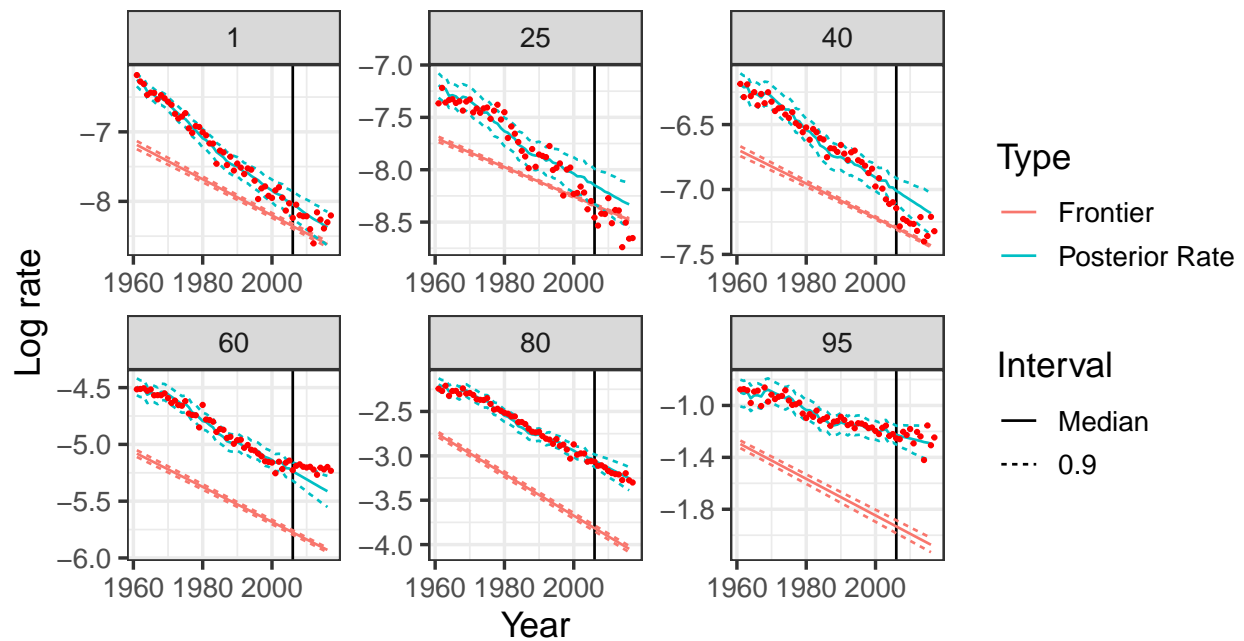 1 25 40
−7 −8
−7.0 −7.5 −8.0 −8.5
−6.5 −7.0 −7.5
1960 1980 2000 1960 1980 2000 1960 1980 2000
60 80 95
−4.5 −5.0 −5.5 −6.0
−2.5 −3.0 −3.5 −4.0
−1.0 −1.4 −1.8
1960 1980 2000 1960 1980 2000 1960 1980 2000
Log rate
Year
Type
Frontier
Posterior Rate
Interval
Median
0.9